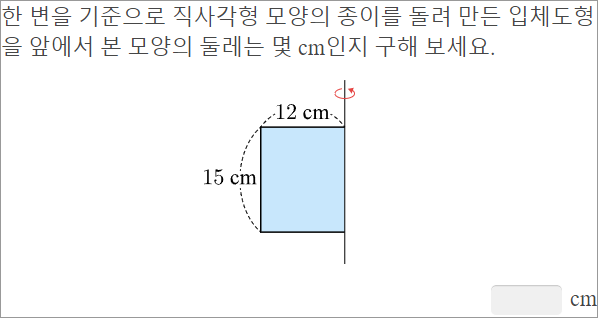 한 변을 기준으로 직사각형 모양의 종이를 돌려 만든 입체도형
을 앞에서 본 모양의 둘레는 몇 cm인지 구해 보세요.
12 cm
15 cm
cm